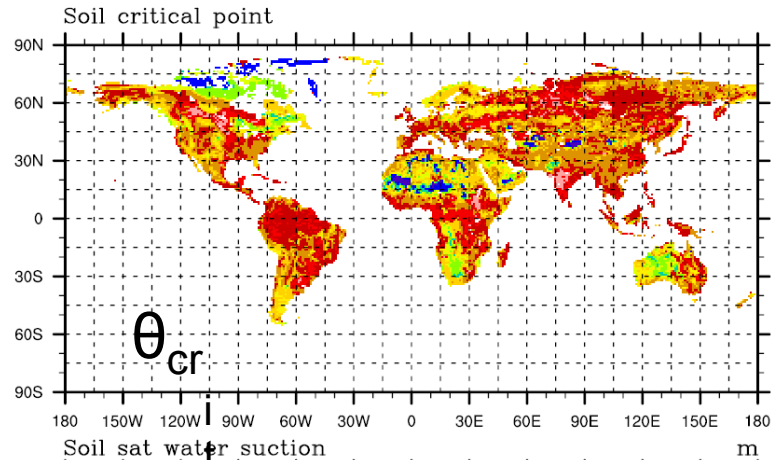 Soil critical point
90N
60N
30N
0
30S
60S
90S
θcr
180 150W 120W 90W 60W 30W 0 30E 60E 90E 120E 150E 180
Soil sat water suction m